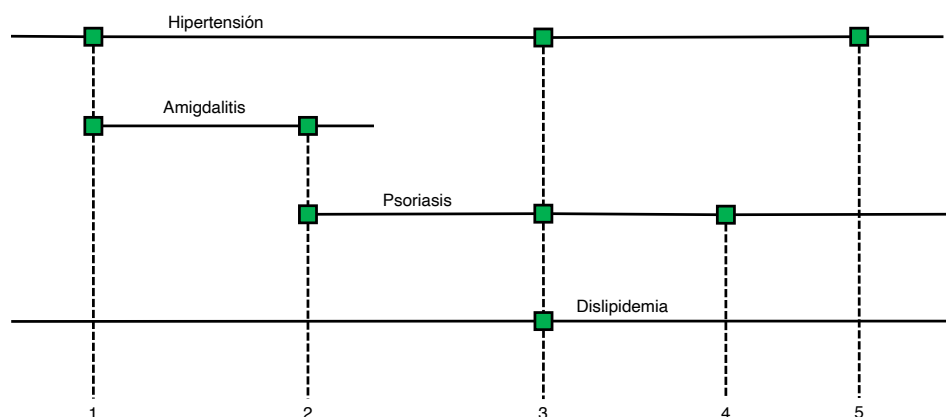 Hipertensión
Amigdalitis
Psoriasis
Dislipidemia
1 2 3 4 5